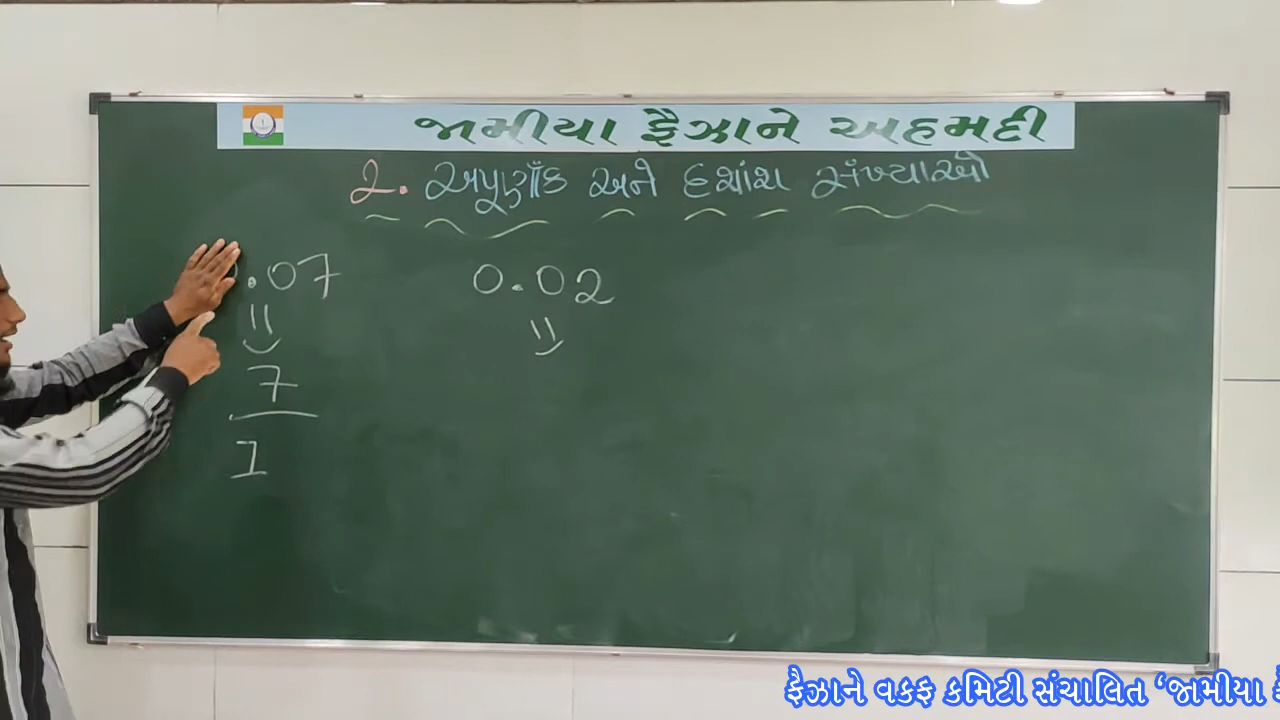 જામીયા ફૈઝાને અહમદી
2. અપૂર્ણાંક અને દશાંશ સંખ્યાઓ
.07 0.02
7
1
ફૈઝાને વકફ કમિટી સંચાલિત ‘જામીયા